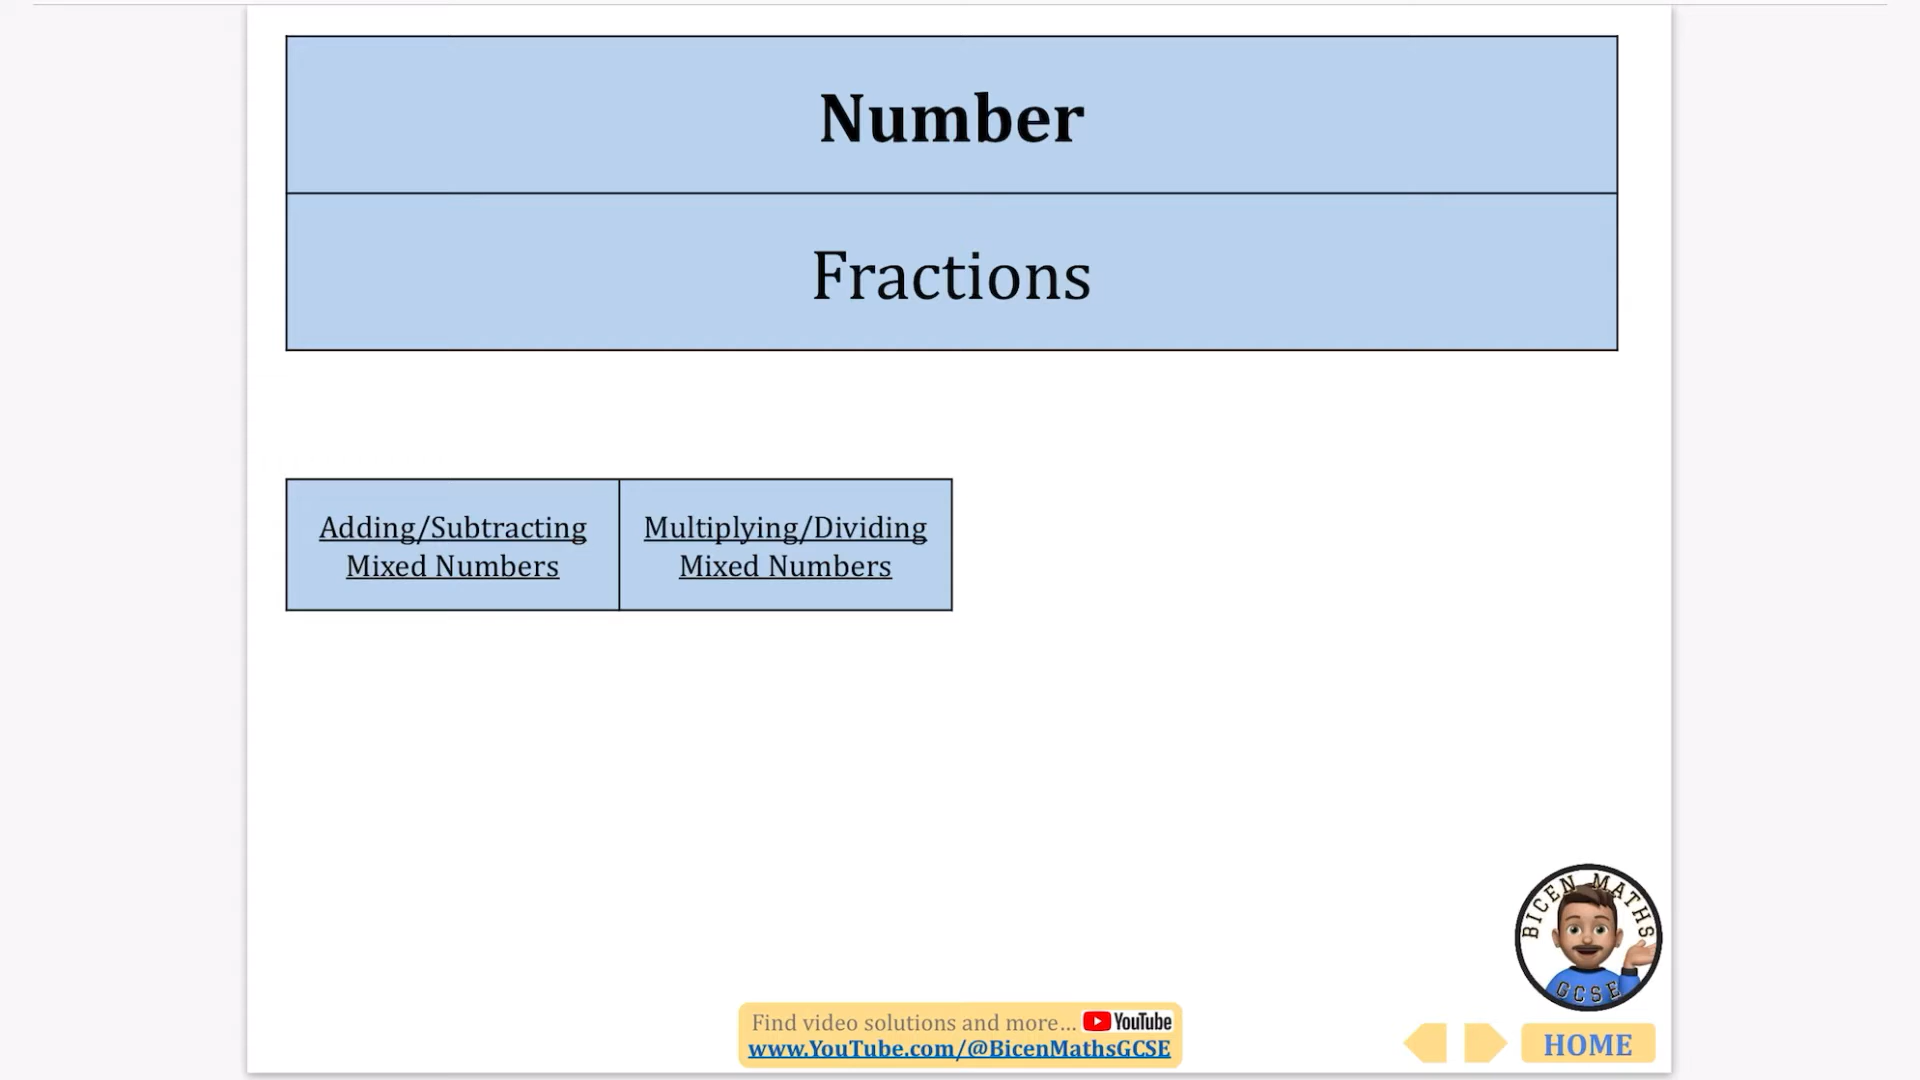 Number
Fractions
Adding/Subtracting
Mixed Numbers
Multiplying/Dividing
Mixed Numbers
BICEN MATHS
GCSE
Find video solutions and more... YouTube
www.YouTube.com/@BicenMathsGCSE
HOME